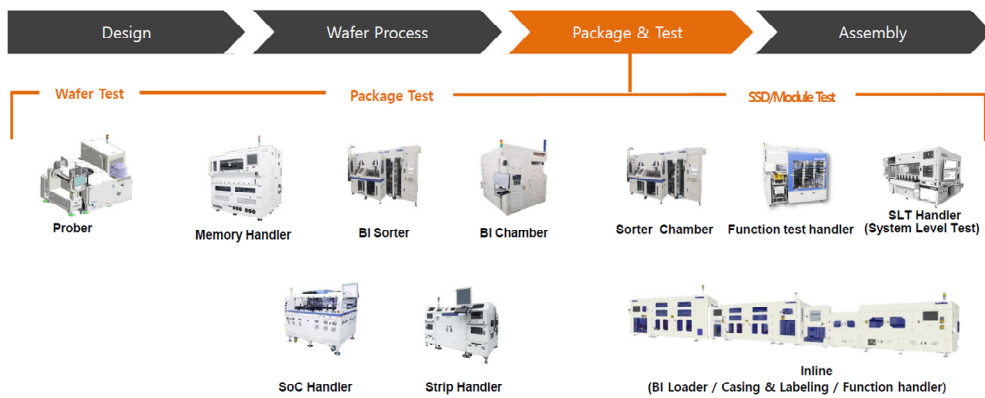 Design
Wafer Process
Package & Test
Assembly
Wafer Test
Package Test
SSD/Module Test
Prober
Memory Handler
BI Sorter
BI Chamber
Sorter Chamber
Function test handler
SLT Handler
(System Level Test)
SoC Handler
Strip Handler
Inline
(BI Loader / Casing & Labeling / Function handler)